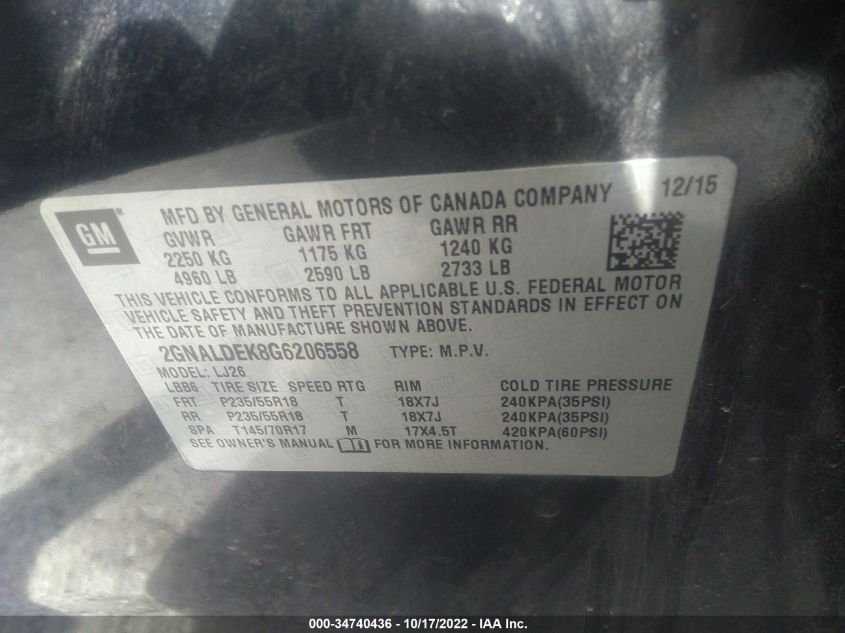 GM
MFD BY GENERAL MOTORS OF CANADA COMPANY 12/15
GVWR GAWR FRT GAWR RR
2250 KG 1175 KG 1240 KG
4960 LB 2590 LB 2733 LB
THIS VEHICLE CONFORMS TO ALL APPLICABLE U.S. FEDERAL MOTOR
VEHICLE SAFETY AND THEFT PREVENTION STANDARDS IN EFFECT ON
THE DATE OF MANUFACTURE SHOWN ABOVE.
2GNALDEK8G6206558 TYPE: M.P.V.
MODEL: LJ26
LBB6 TIRE SIZE SPEED RTG RIM COLD TIRE PRESSURE
FRT P235/55R18 T 18X7J 240KPA(35PSI)
RR P235/55R18 T 18X7J 240KPA(35PSI)
SPA T145/70R17 M 17X4.5T 420KPA(60PSI)
SEE OWNER'S MANUAL FOR MORE INFORMATION.
000-34740436 - 10/17/2022 - IAA Inc.